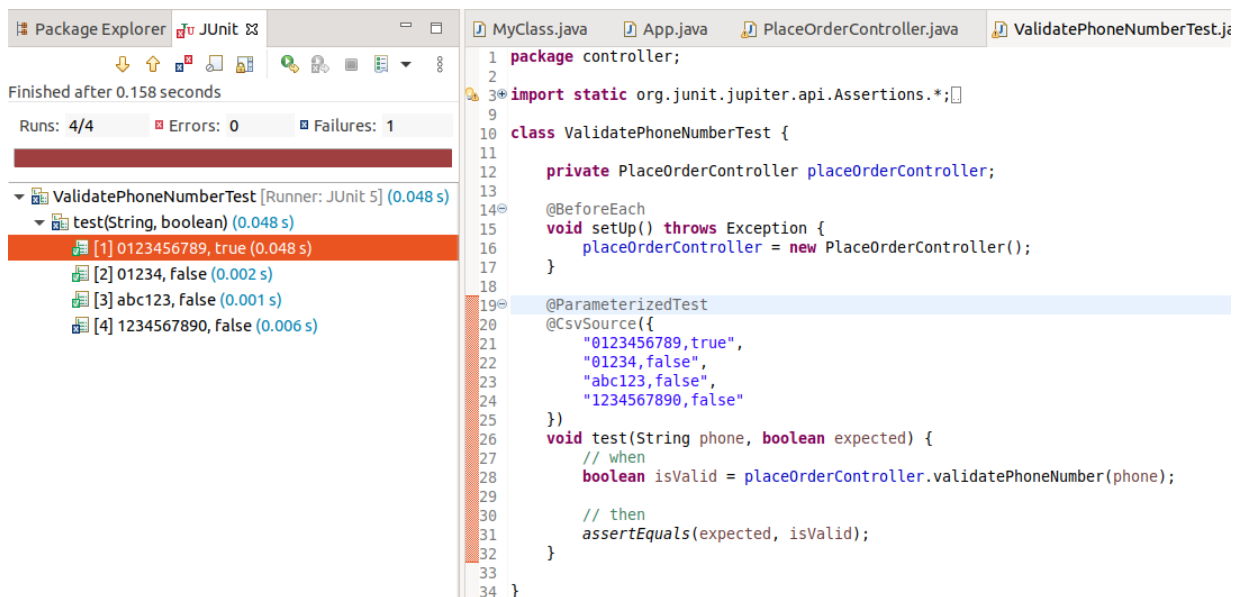 Package Explorer JUnit
Finished after 0.158 seconds
Runs: 4/4 Errors: 0 Failures: 1
ValidatePhoneNumberTest [Runner: JUnit 5] (0.048 s)
test(String, boolean) (0.048 s)
[1] 0123456789, true (0.048 s)
[2] 01234, false (0.002 s)
[3] abc123, false (0.001 s)
[4] 1234567890, false (0.006 s)
MyClass.java App.java PlaceOrderController.java ValidatePhoneNumberTest.ja
1 package controller;
2
3 import static org.junit.jupiter.api.Assertions.*;
9
10 class ValidatePhoneNumberTest {
11
12 private PlaceOrderController placeOrderController;
13
14 @BeforeEach
15 void setUp() throws Exception {
16 placeOrderController = new PlaceOrderController();
17 }
18
19 @ParameterizedTest
20 @CsvSource({
21 "0123456789,true",
22 "01234,false",
23 "abc123,false",
24 "1234567890,false"
25 })
26 void test(String phone, boolean expected) {
27 // when
28 boolean isValid = placeOrderController.validatePhoneNumber(phone);
29
30 // then
31 assertEquals(expected, isValid);
32 }
33
34 }